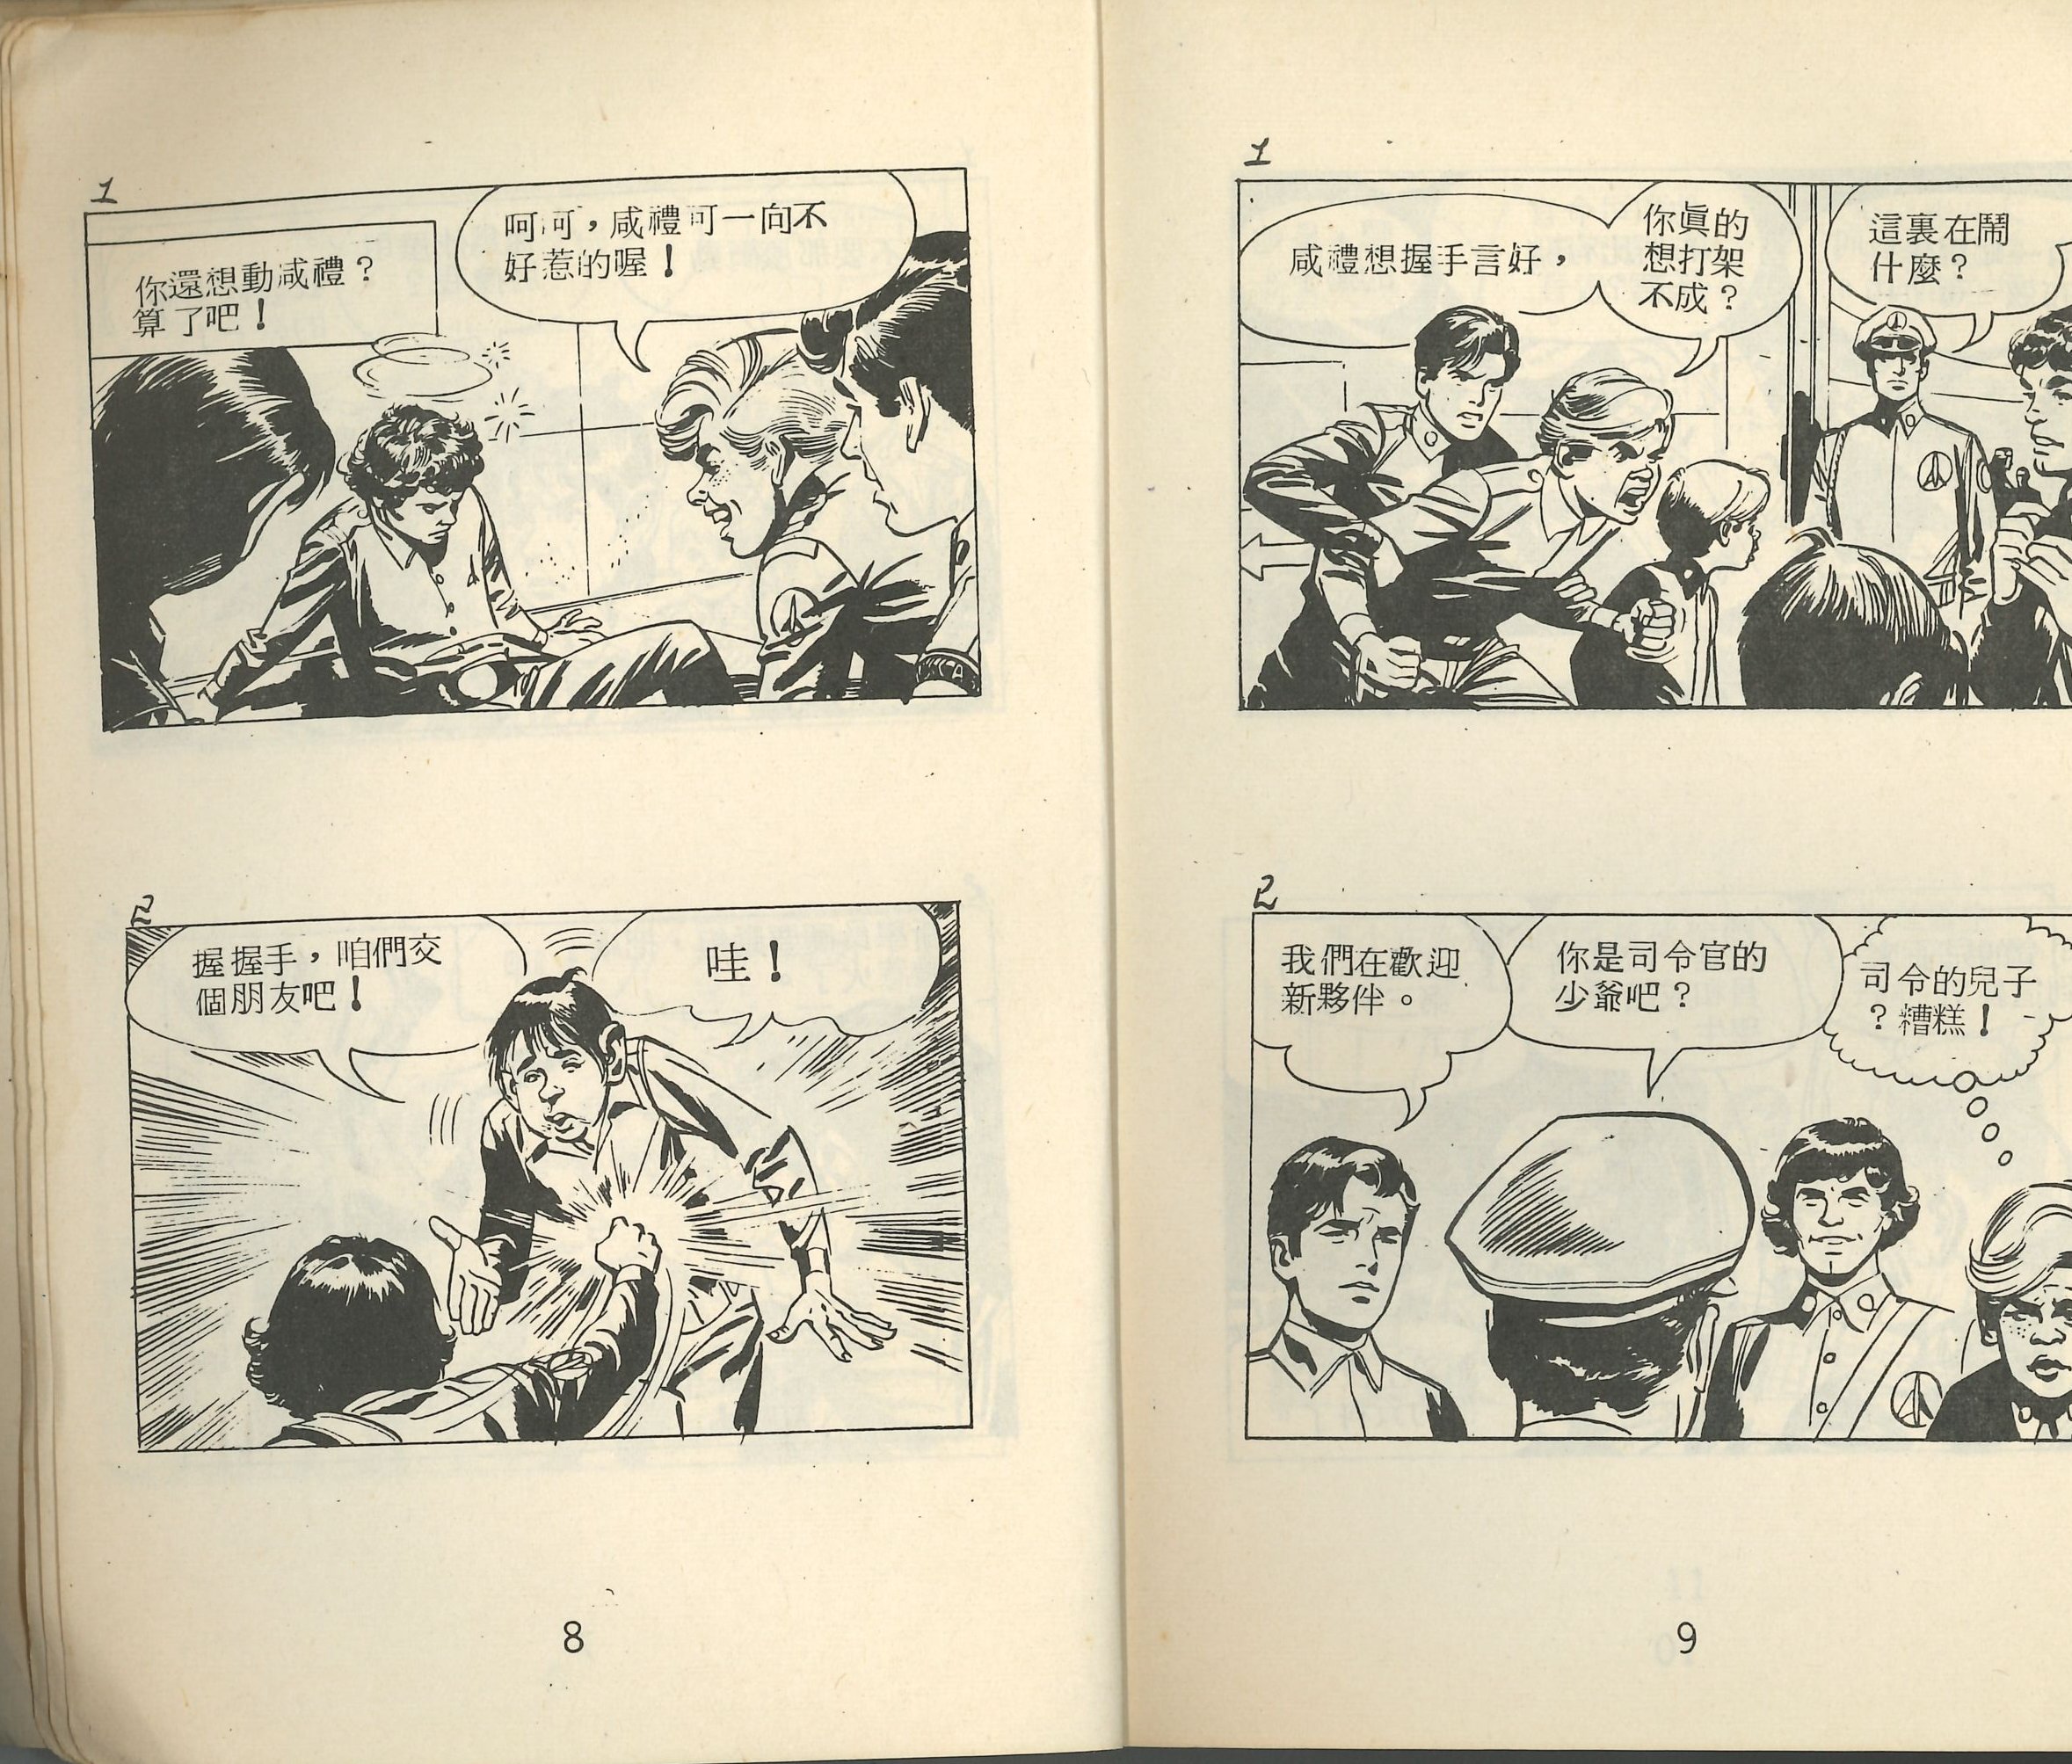 1
你還想動咸禮？
算了吧！
呵呵，咸禮可一向不
好惹的喔！
2
握握手，咱們交
個朋友吧！
哇！
8
1
咸禮想握手言好，
你眞的
想打架
不成？
這裏在鬧
什麼？
2
我們在歡迎
新夥伴。
你是司令官的
少爺吧？
司令的兒子
？糟糕！
9